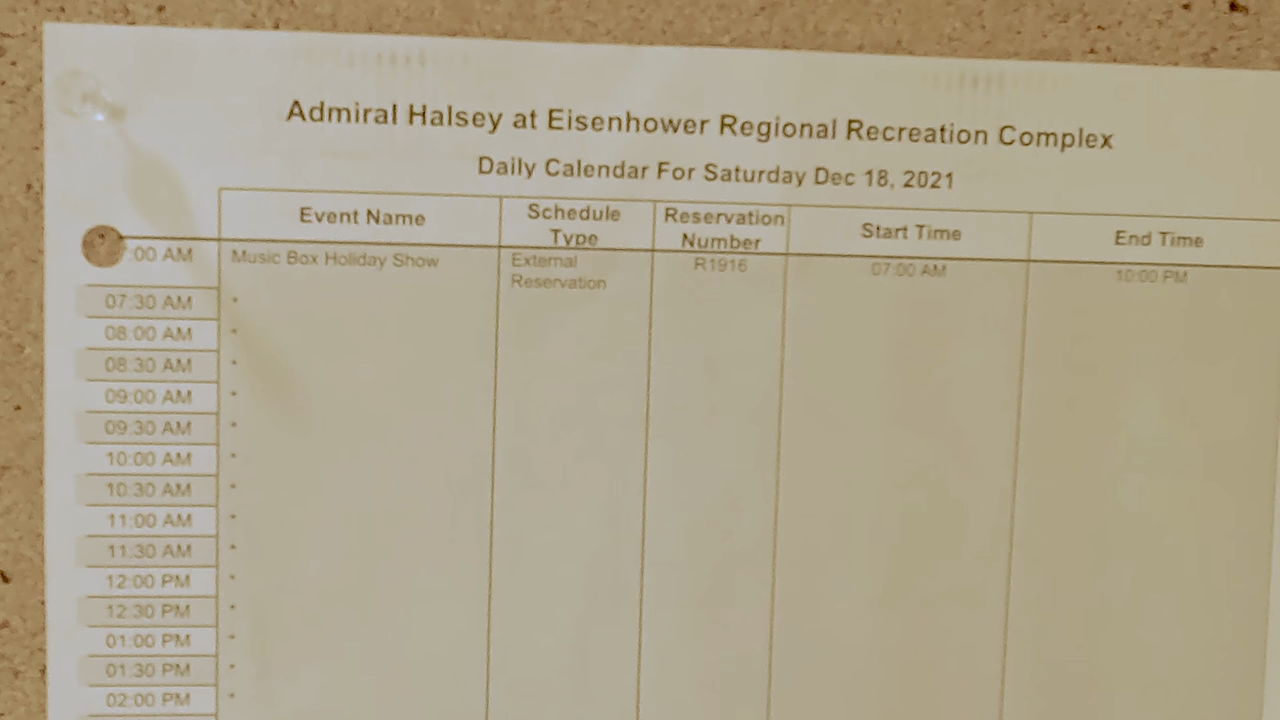 Admiral Halsey at Eisenhower Regional Recreation Complex
Daily Calendar For Saturday Dec 18, 2021
Event Name Schedule Type Reservation Number Start Time End Time
:00 AM Music Box Holiday Show External Reservation R1916 07:00 AM 10:00 PM
07:30 AM "
08:00 AM "
08:30 AM "
09:00 AM "
09:30 AM "
10:00 AM "
10:30 AM "
11:00 AM "
11:30 AM "
12:00 PM "
12:30 PM "
01:00 PM "
01:30 PM "
02:00 PM "